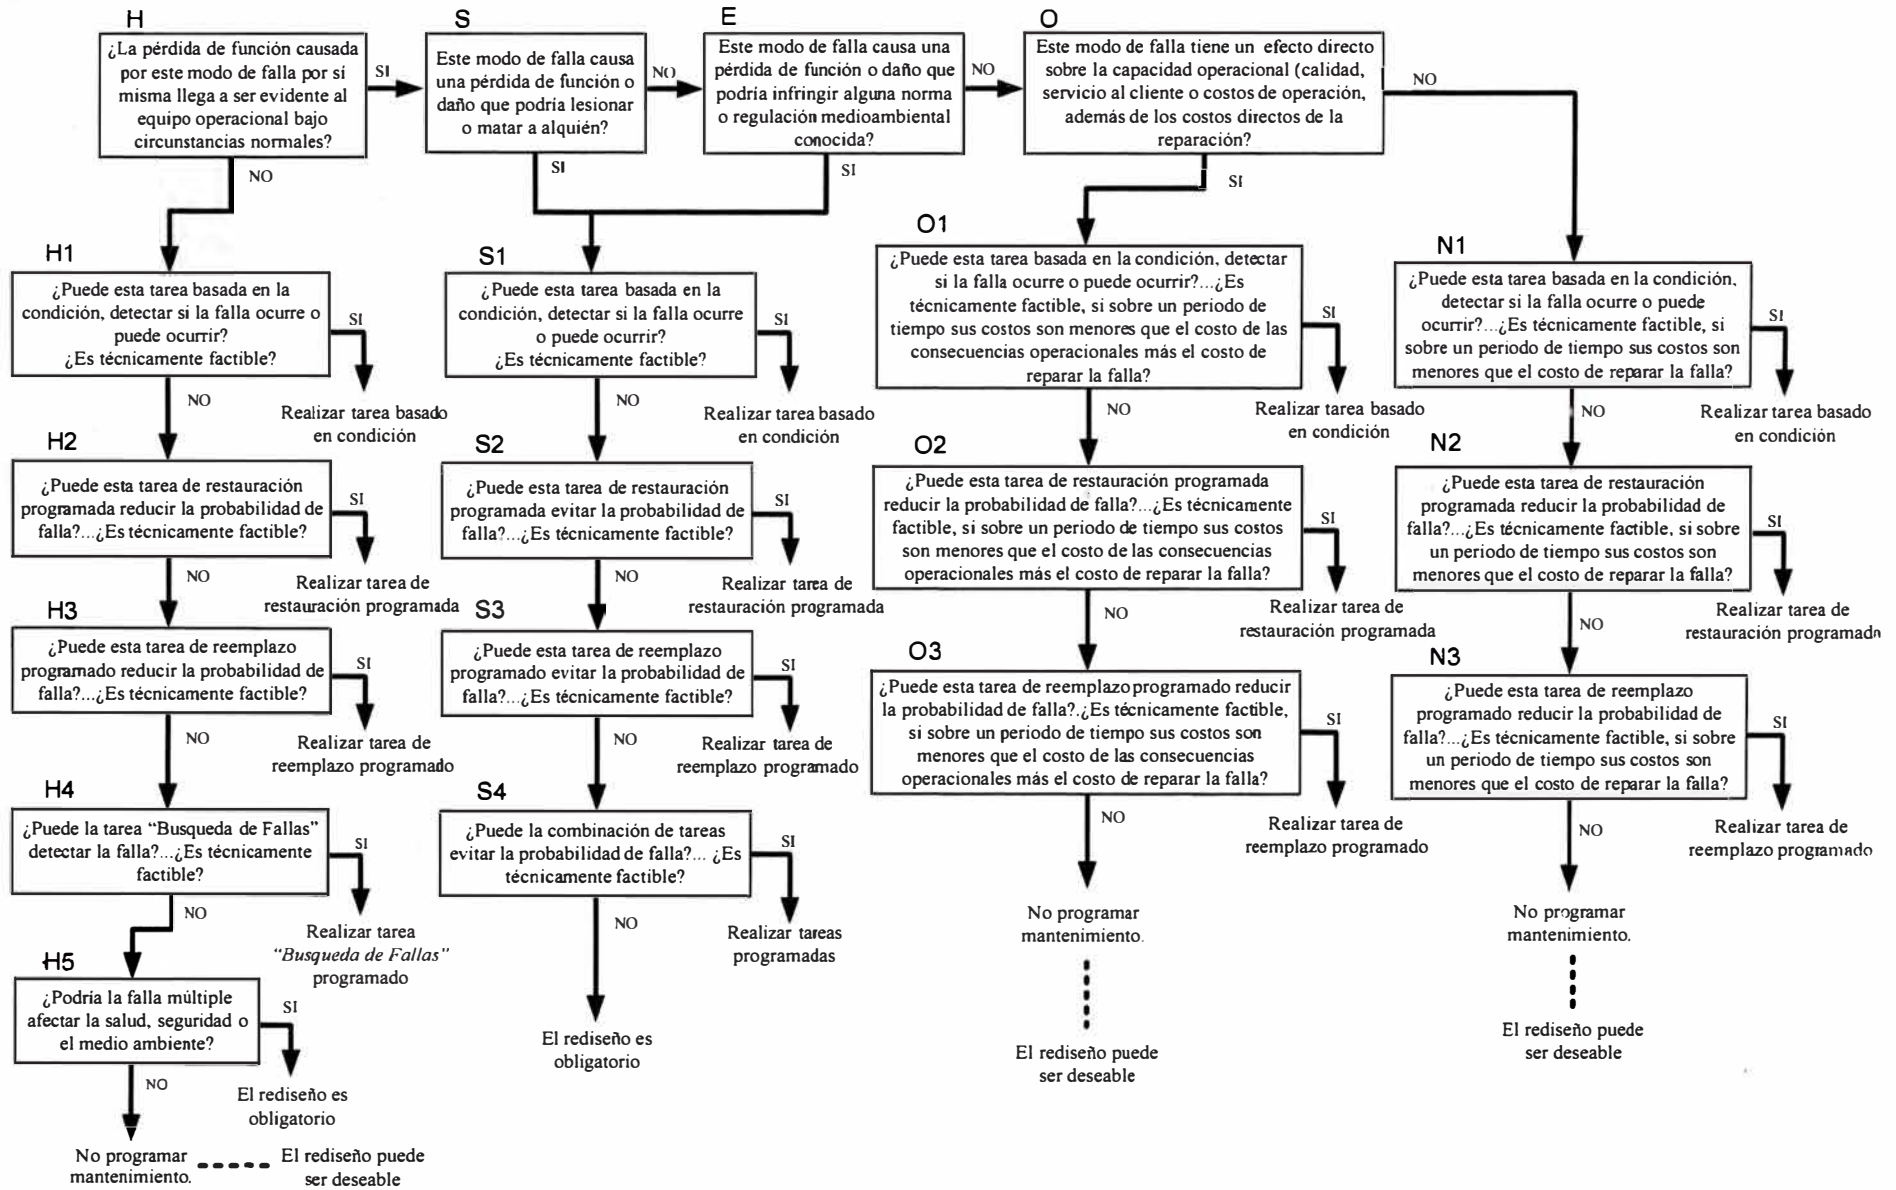 H
¿La pérdida de función causada
por este modo de falla por sí
misma llega a ser evidente al
equipo operacional bajo
circunstancias normales?
SI
NO
S
Este modo de falla causa
una pérdida de función o
daño que podría lesionar
o matar a alquién?
NO
SI
E
Este modo de falla causa una
pérdida de función o daño que
podría infringir alguna norma
o regulación medioambiental
conocida?
NO
SI
O
Este modo de falla tiene un efecto directo
sobre la capacidad operacional (calidad,
servicio al cliente o costos de operación,
además de los costos directos de la
reparación?
NO
SI
H1
¿Puede esta tarea basada en la
condición, detectar si la falla ocurre o
puede ocurrir?
¿Es técnicamente factible?
SI
NO
Realizar tarea basado
en condición
H2
¿Puede esta tarea de restauración
programada reducir la probabilidad de
falla?...¿Es técnicamente factible?
SI
NO
Realizar tarea de
restauración programada
H3
¿Puede esta tarea de reemplazo
programado reducir la probabilidad de
falla?...¿Es técnicamente factible?
SI
NO
Realizar tarea de
reemplazo programado
H4
¿Puede la tarea “Busqueda de Fallas”
detectar la falla?...¿Es técnicamente
factible?
SI
NO
Realizar tarea
“Busqueda de Fallas”
programado
H5
¿Podría la falla múltiple
afectar la salud, seguridad o
el medio ambiente?
SI
NO
El rediseño es
obligatorio
No programar
mantenimiento.
El rediseño puede
ser deseable
S1
¿Puede esta tarea basada en la
condición, detectar si la falla ocurre
o puede ocurrir?
¿Es técnicamente factible?
SI
NO
Realizar tarea basado
en condición
S2
¿Puede esta tarea de restauración
programada evitar la probabilidad de
falla?...¿Es técnicamente factible?
SI
NO
Realizar tarea de
restauración programada
S3
¿Puede esta tarea de reemplazo
programado evitar la probabilidad de
falla?...¿Es técnicamente factible?
SI
NO
Realizar tarea de
reemplazo programado
S4
¿Puede la combinación de tareas
evitar la probabilidad de falla?... ¿Es
técnicamente factible?
SI
NO
Realizar tareas
programadas
El rediseño es
obligatorio
O1
¿Puede esta tarea basada en la condición, detectar
si la falla ocurre o puede ocurrir?...¿Es
técnicamente factible, si sobre un periodo de
tiempo sus costos son menores que el costo de las
consecuencias operacionales más el costo de
reparar la falla?
SI
NO
Realizar tarea basado
en condición
O2
¿Puede esta tarea de restauración programada
reducir la probabilidad de falla?...¿Es técnicamente
factible, si sobre un periodo de tiempo sus costos
son menores que el costo de las consecuencias
operacionales más el costo de reparar la falla?
SI
NO
Realizar tarea de
restauración programada
O3
¿Puede esta tarea de reemplazo programado reducir
la probabilidad de falla?.¿Es técnicamente factible,
si sobre un periodo de tiempo sus costos son
menores que el costo de las consecuencias
operacionales más el costo de reparar la falla?
SI
NO
Realizar tarea de
reemplazo programado
No programar
mantenimiento.
El rediseño puede
ser deseable
N1
¿Puede esta tarea basada en la condición,
detectar si la falla ocurre o puede
ocurrir?...¿Es técnicamente factible, si
sobre un periodo de tiempo sus costos son
menores que el costo de reparar la falla?
SI
NO
Realizar tarea basado
en condición
N2
¿Puede esta tarea de restauración
programada reducir la probabilidad de
falla?...¿Es técnicamente factible, si sobre
un periodo de tiempo sus costos son
menores que el costo de reparar la falla?
SI
NO
Realizar tarea de
restauración programada
N3
¿Puede esta tarea de reemplazo
programado reducir la probabilidad de
falla?...¿Es técnicamente factible, si sobre
un periodo de tiempo sus costos son
menores que el costo de reparar la falla?
SI
NO
Realizar tarea de
reemplazo programado
No programar
mantenimiento.
El rediseño puede
ser deseable